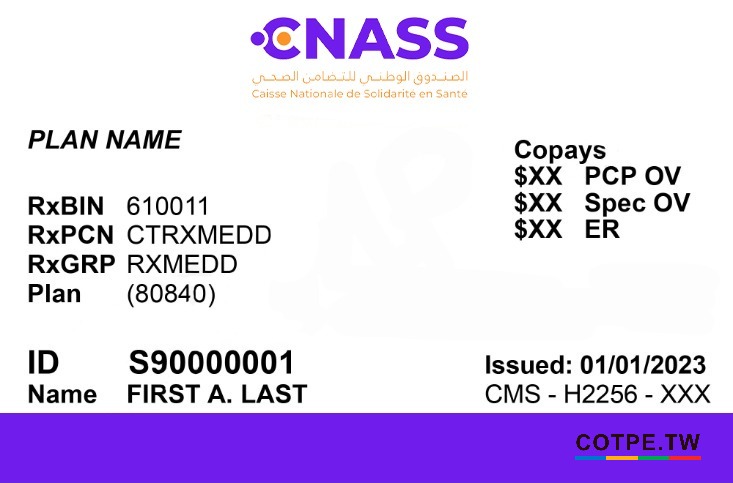 CNASS
الصندوق الوطني للتضامن الصحي
Caisse Nationale de Solidarité en Santé
PLAN NAME
Copays
$XX PCP OV
$XX Spec OV
$XX ER
RxBIN 610011
RxPCN CTRXMEDD
RxGRP RXMEDD
Plan (80840)
ID S90000001
Name FIRST A. LAST
Issued: 01/01/2023
CMS - H2256 - XXX
COTPE.TW